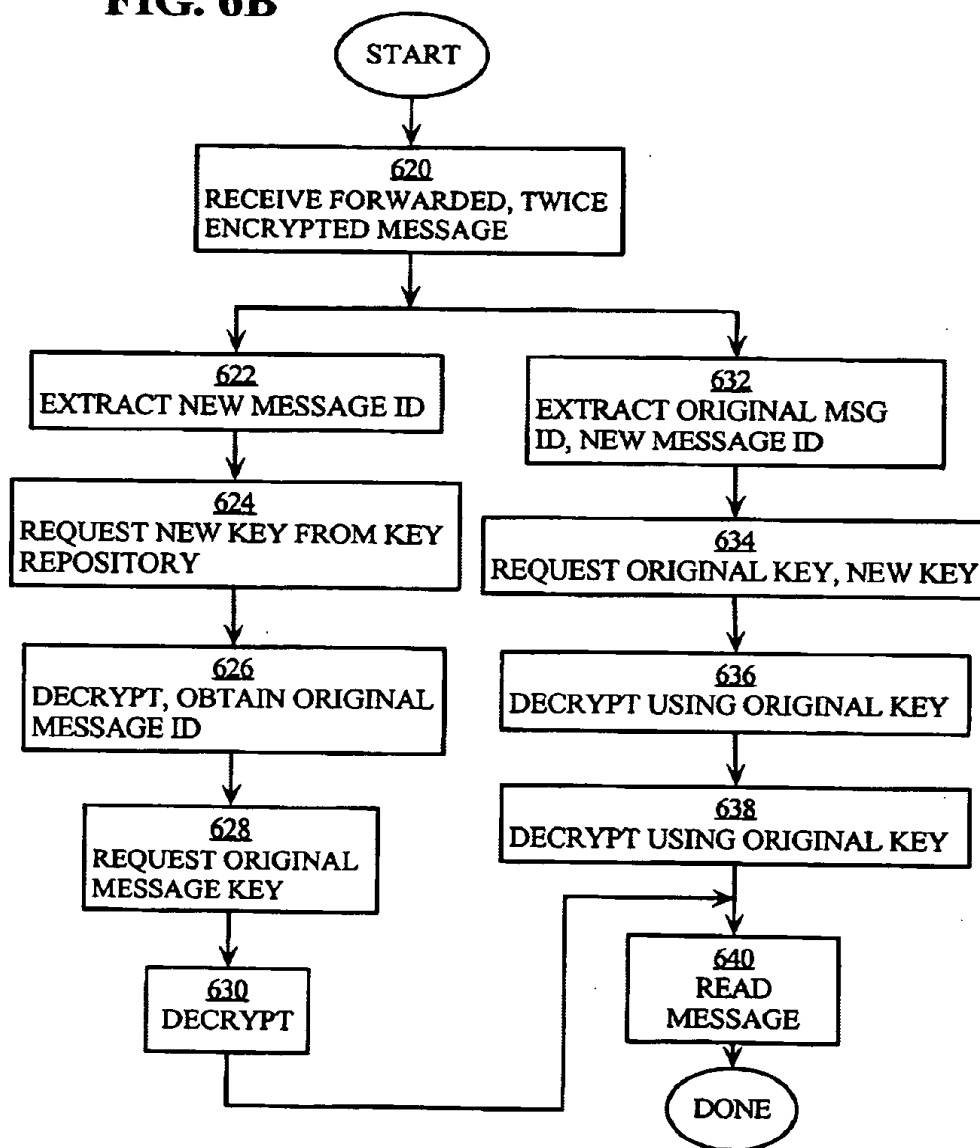 FIG. 6B
START
620
RECEIVE FORWARDED, TWICE
ENCRYPTED MESSAGE
622
EXTRACT NEW MESSAGE ID
624
REQUEST NEW KEY FROM KEY
REPOSITORY
626
DECRYPT, OBTAIN ORIGINAL
MESSAGE ID
628
REQUEST ORIGINAL
MESSAGE KEY
630
DECRYPT
632
EXTRACT ORIGINAL MSG
ID, NEW MESSAGE ID
634
REQUEST ORIGINAL KEY, NEW KEY
636
DECRYPT USING ORIGINAL KEY
638
DECRYPT USING ORIGINAL KEY
640
READ
MESSAGE
DONE